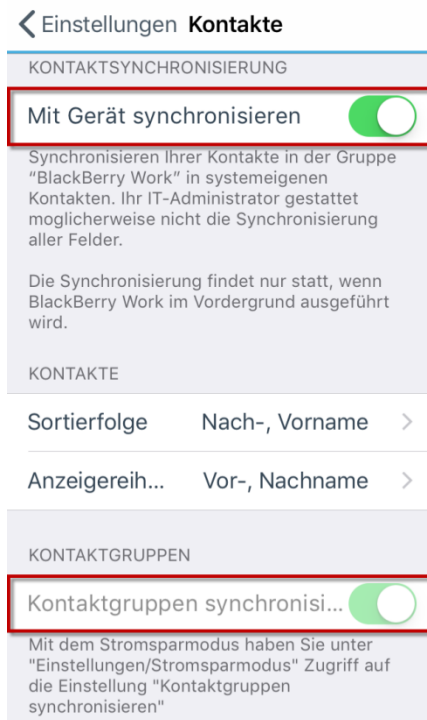 Einstellungen Kontakte
KONTAKTSYNCHRONISIERUNG
Mit Gerät synchronisieren
Synchronisieren Ihrer Kontakte in der Gruppe
“BlackBerry Work” in systemeigenen
Kontakten. Ihr IT-Administrator gestattet
moglicherweise nicht die Synchronisierung
aller Felder.
Die Synchronisierung findet nur statt, wenn
BlackBerry Work im Vordergrund ausgeführt
wird.
KONTAKTE
Sortierfolge Nach-, Vorname
Anzeigereih... Vor-, Nachname
KONTAKTGRUPPEN
Kontaktgruppen synchronisi...
Mit dem Stromsparmodus haben Sie unter
"Einstellungen/Stromsparmodus" Zugriff auf
die Einstellung "Kontaktgruppen
synchronisieren"